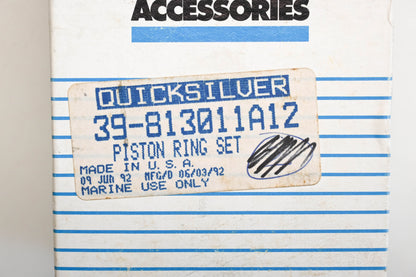 ACCESSORIES
QUICKSILVER
39-813011A12
PISTON RING SET
MADE IN U.S.A.
09 JUN 92 MFG/D 06/03/92
MARINE USE ONLY